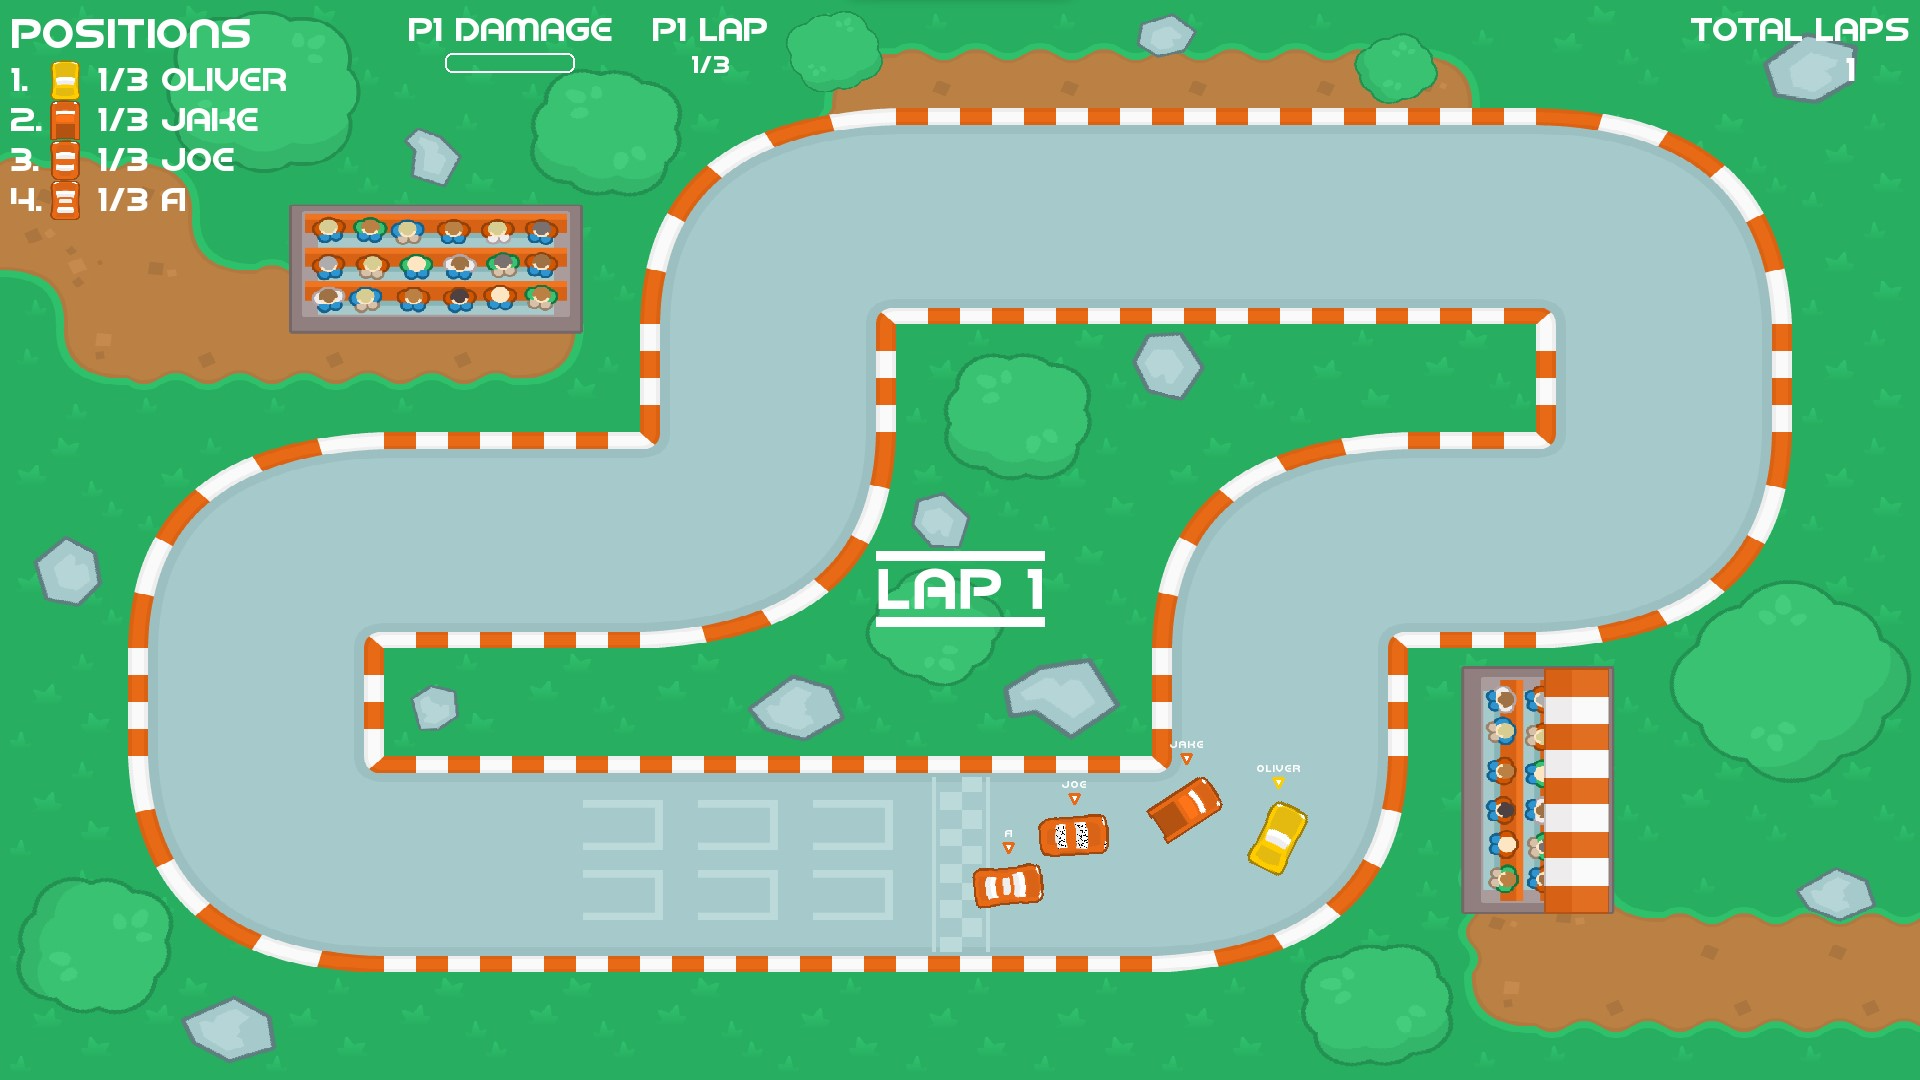 POSITIONS
1. 1/3 OLIVER
2. 1/3 JAKE
3. 1/3 JOE
4. 1/3 A
P1 DAMAGE
P1 LAP
1/3
TOTAL LAPS
1
LAP 1
JAKE
OLIVER
JOE
A